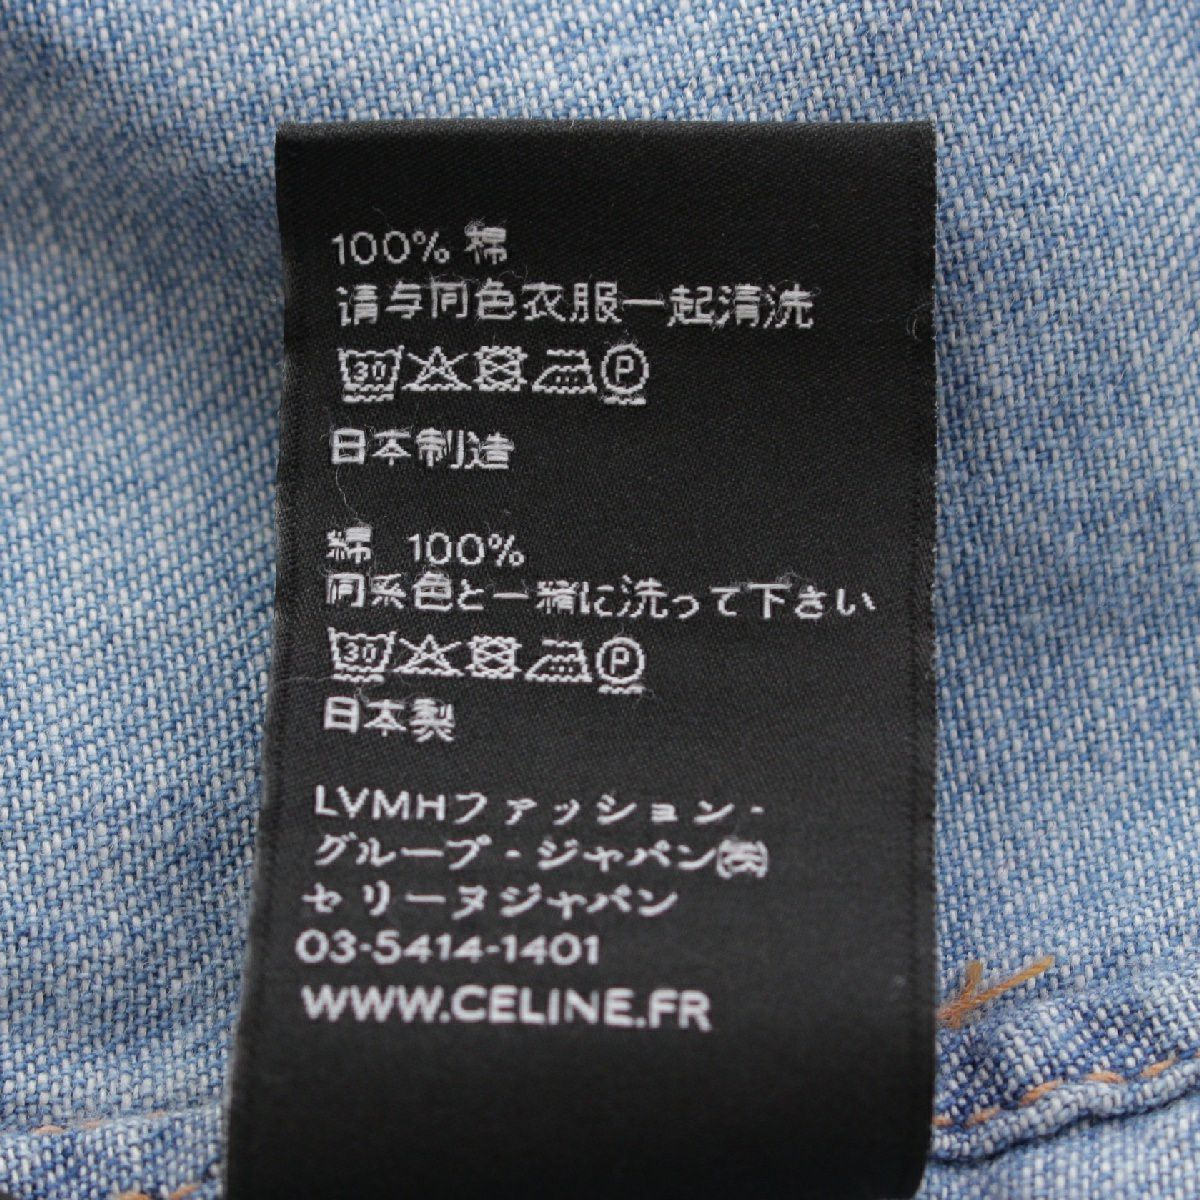 100% 棉
请与同色衣服一起清洗
30 P
日本制造
綿 100%
同系色と一緒に洗って下さい
30 P
日本製
LVMHファッション・
グループ・ジャパン㈱
セリーヌジャパン
03-5414-1401
WWW.CELINE.FR